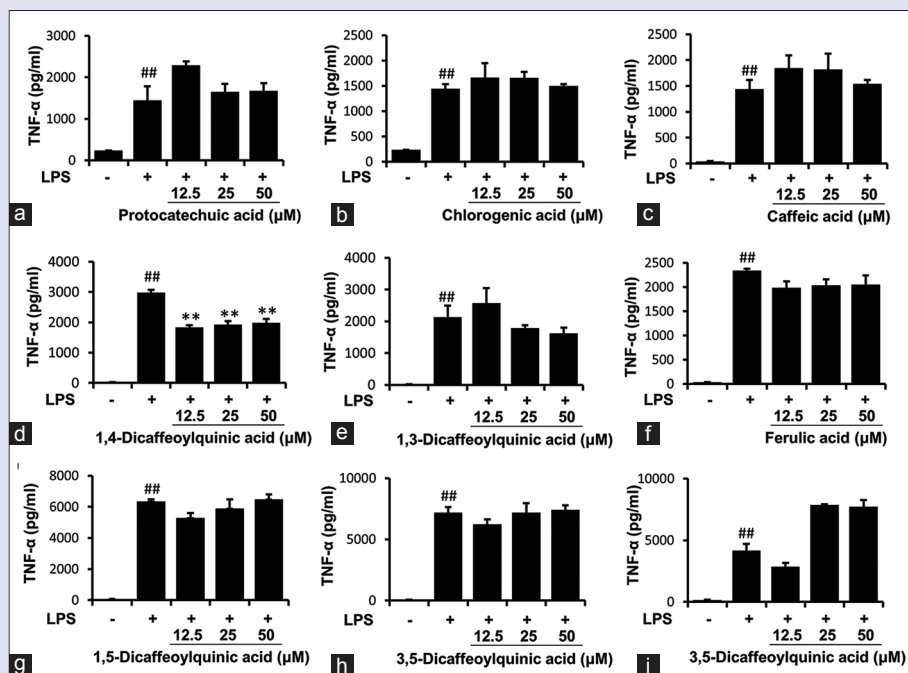 3000
2000
1000
0
TNF-α (pg/ml)
##
LPS - + + + +
12.5 25 50
Protocatechuic acid (µM)
a
2500
2000
1500
1000
500
0
TNF-α (pg/ml)
##
LPS - + + + +
12.5 25 50
Chlorogenic acid (µM)
b
2500
2000
1500
1000
500
0
TNF-α (pg/ml)
##
LPS - + + + +
12.5 25 50
Caffeic acid (µM)
c
4000
3000
2000
1000
0
TNF-α (pg/ml)
##
** ** **
LPS - + + + +
12.5 25 50
1,4-Dicaffeoylquinic acid (µM)
d
4000
3000
2000
1000
0
TNF-α (pg/ml)
##
LPS - + + + +
12.5 25 50
1,3-Dicaffeoylquinic acid (µM)
e
2500
2000
1500
1000
500
0
TNF-α (pg/ml)
##
LPS - + + + +
12.5 25 50
Ferulic acid (µM)
f
8000
6000
4000
2000
0
TNF-α (pg/ml)
##
LPS - + + + +
12.5 25 50
1,5-Dicaffeoylquinic acid (µM)
g
10000
5000
0
TNF-α (pg/ml)
##
LPS - + + + +
12.5 25 50
3,5-Dicaffeoylquinic acid (µM)
h
10000
5000
0
TNF-α (pg/ml)
##
LPS - + + + +
12.5 25 50
3,5-Dicaffeoylquinic acid (µM)
i